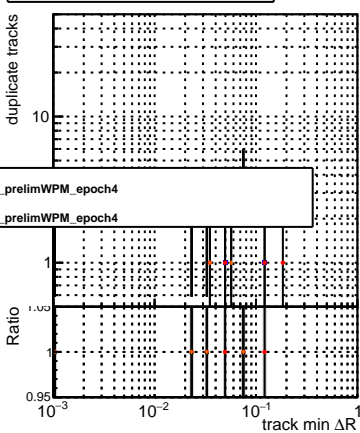 duplicate tracks
10
_prelimWPM_epoch4
_prelimWPM_epoch4
1
1.05
Ratio
1
0.95
10⁻³ 10⁻² 10⁻¹ 1
track min ΔR